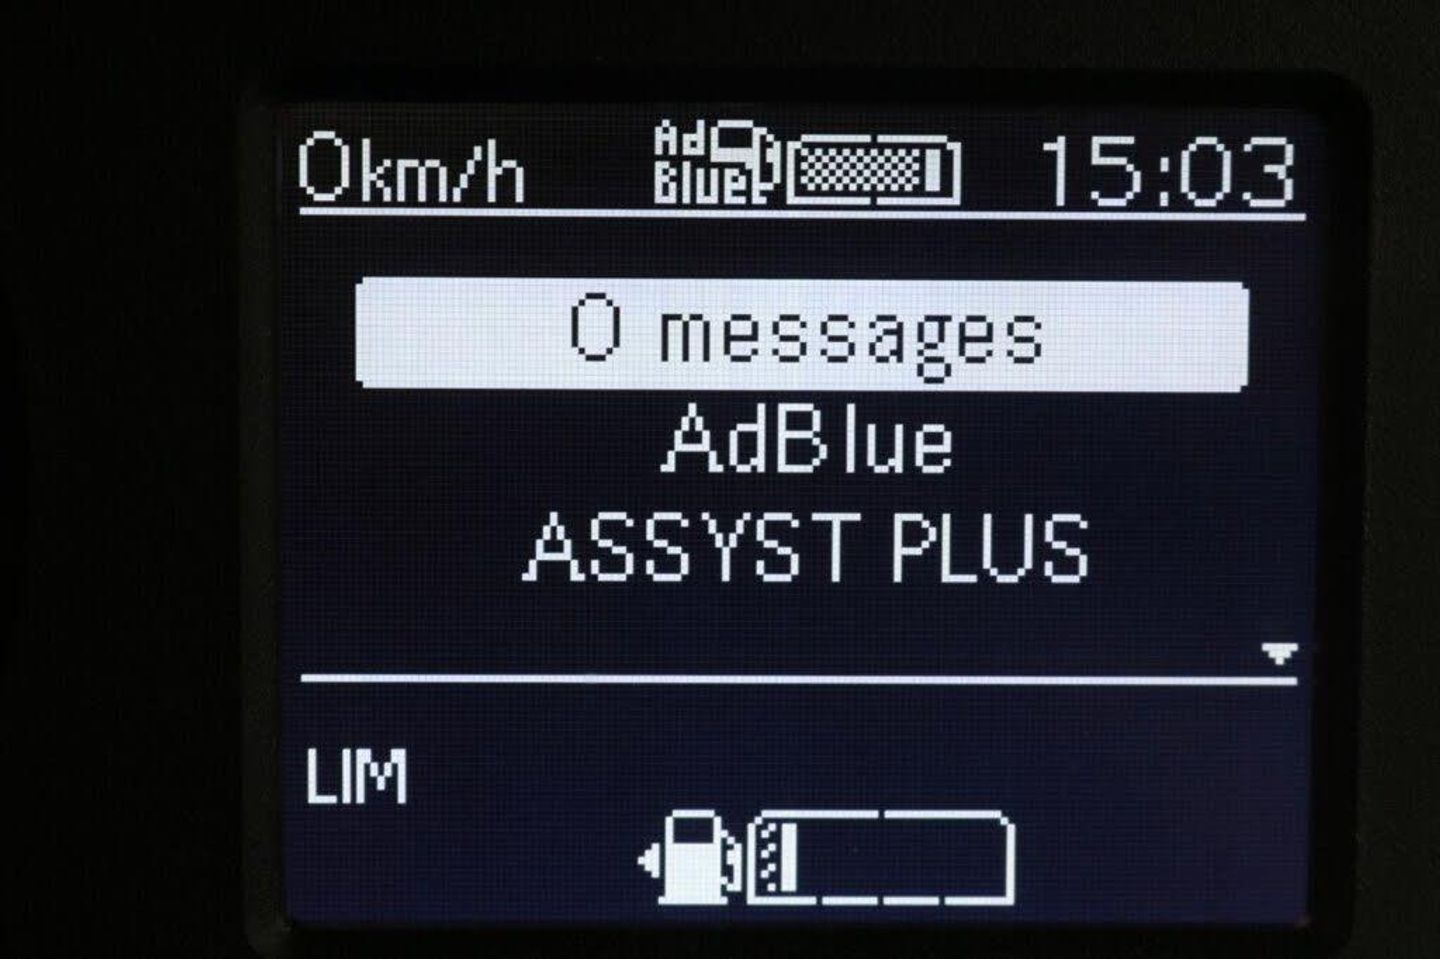 0km/h AdBlue 15:03
0 messages
AdBlue
ASSYST PLUS
LIM